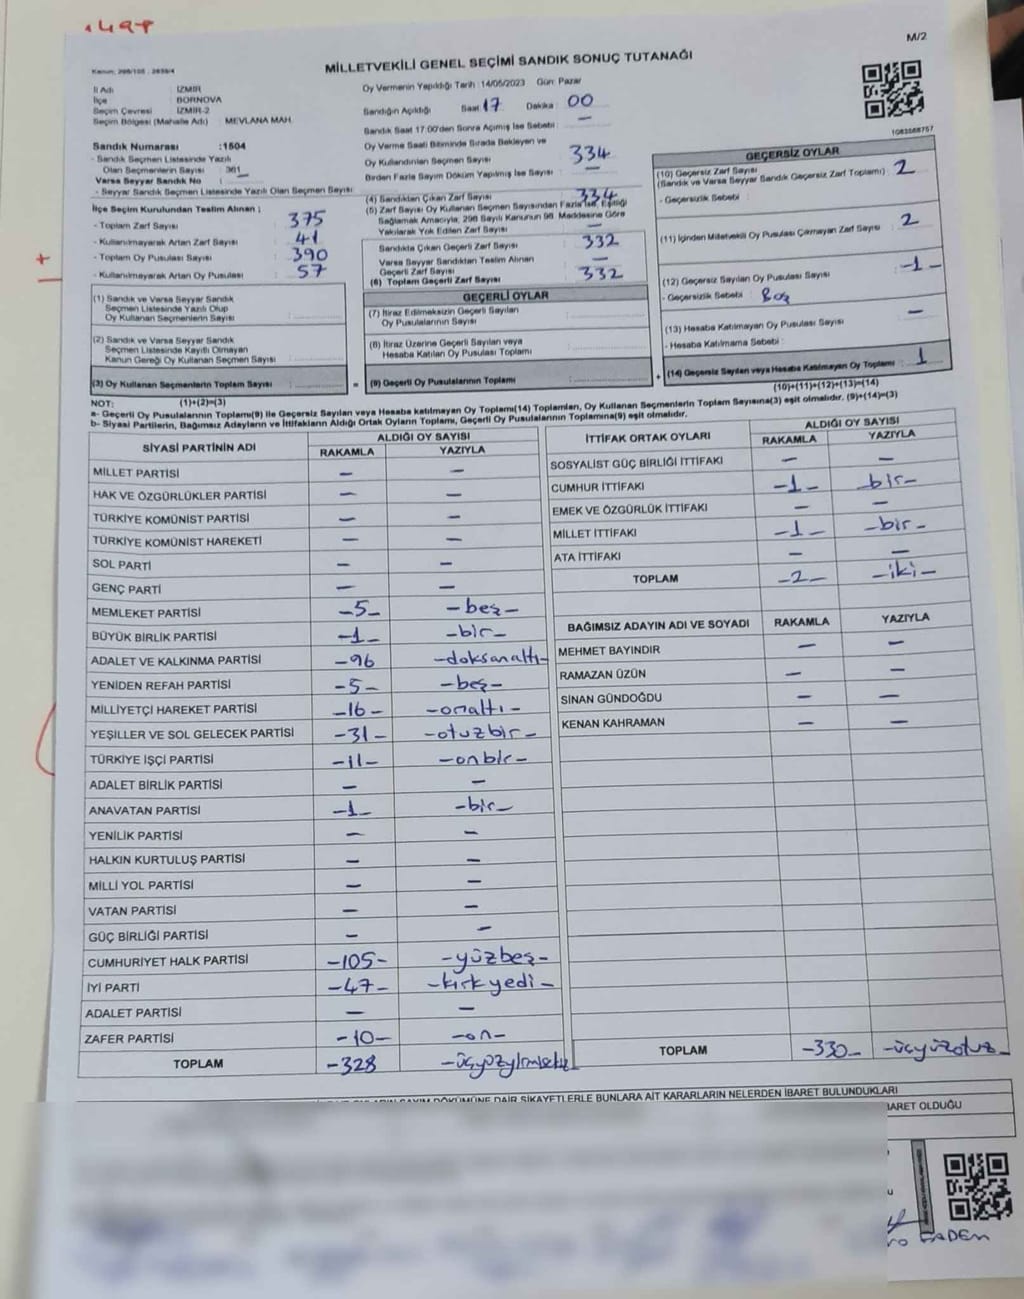 1497
M/2
MİLLETVEKİLİ GENEL SEÇİMİ SANDIK SONUÇ TUTANAĞI
İl Adı : İZMİR
İlçe : BORNOVA
Seçim Çevresi : İZMİR-2
Seçim Bölgesi (Mahalle Adı) : MEVLANA MAH.
Oy Vermenin Yapıldığı Tarih : 14/05/2023 Gün: Pazar
Sandığın Açıldığı Saat : 17 Dakika : 00
Sandık Saat 17.00'den Sonra Açılmış İse Sebebi : —
Sandık Numarası :1504
- Sandık Seçmen Listesinde Yazılı
Olan Seçmenlerin Sayısı : 361
Varsa Seyyar Sandık No : —
- Seyyar Sandık Seçmen Listesinde Yazılı Olan Seçmen Sayısı
Oy Verme Saati Bitiminde Sırada Bekleyen ve
Oy Kullandırılan Seçmen Sayısı : 334
Birden Fazla Sayım Döküm Yapılmış İse Sayısı : —
İlçe Seçim Kurulundan Teslim Alınan ;
- Toplam Zarf Sayısı : 375
- Kullanılmayarak Artan Zarf Sayısı : 41
- Toplam Oy Pusulası Sayısı : 390
- Kullanılmayarak Artan Oy Pusulası : 57
(4) Sandıktan Çıkan Zarf Sayısı : 334
(5) Zarf Sayısı Oy Kullanan Seçmen Sayısından Fazla İse, Eşitliği
Sağlamak Amacıyla, 298 Sayılı Kanunun 98. Maddesine Göre
Yakılarak Yok Edilen Zarf Sayısı : —
Sandıkta Çıkan Geçerli Zarf Sayısı : 332
Varsa Seyyar Sandıktan Teslim Alınan
Geçerli Zarf Sayısı : —
(6) Toplam Geçerli Zarf Sayısı : 332
1083588757
GEÇERSİZ OYLAR
(10) Geçersiz Zarf Sayısı : 2
(Sandık ve Varsa Seyyar Sandık Geçersiz Zarf Toplamı)
- Geçersizlik Sebebi :
(11) İçinden Milletvekili Oy Pusulası Çıkmayan Zarf Sayısı : 2
(12) Geçersiz Sayılan Oy Pusulası Sayısı : -1-
- Geçersizlik Sebebi : Boş
(13) Hesaba Katılmayan Oy Pusulası Sayısı : —
- Hesaba Katılmama Sebebi :
(14) Geçersiz Sayılan veya Hesaba Katılmayan Oy Toplamı : 1
(10)+(11)+(12)+(13)=(14)
(1) Sandık ve Varsa Seyyar Sandık
Seçmen Listesinde Yazılı Olup
Oy Kullanan Seçmenlerin Sayısı :
(2) Sandık ve Varsa Seyyar Sandık
Seçmen Listesinde Kayıtlı Olmayan
Kanun Gereği Oy Kullanan Seçmen Sayısı :
(3) Oy Kullanan Seçmenlerin Toplam Sayısı :
(1)+(2)=(3)
GEÇERLİ OYLAR
(7) İtiraz Edilmeksizin Geçerli Sayılan
Oy Pusulalarının Sayısı :
(8) İtiraz Üzerine Geçerli Sayılan veya
Hesaba Katılan Oy Pusulası Toplamı :
(9) Geçerli Oy Pusulalarının Toplamı :
NOT:
a- Geçerli Oy Pusulalarının Toplamı(9) ile Geçersiz Sayılan veya Hesaba katılmayan Oy Toplamı(14) Toplamları, Oy Kullanan Seçmenlerin Toplam Sayısına(3) eşit olmalıdır. (9)+(14)=(3)
b- Siyasi Partilerin, Bağımsız Adayların ve İttifakların Aldığı Ortak Oyların Toplamı, Geçerli Oy Pusulalarının Toplamına(9) eşit olmalıdır.
SİYASİ PARTİNİN ADI ALDIĞI OY SAYISI
RAKAMLA YAZIYLA
MİLLET PARTİSİ — —
HAK VE ÖZGÜRLÜKLER PARTİSİ — —
TÜRKİYE KOMÜNİST PARTİSİ — —
TÜRKİYE KOMÜNİST HAREKETİ — —
SOL PARTİ — —
GENÇ PARTİ — —
MEMLEKET PARTİSİ -5- -beş-
BÜYÜK BİRLİK PARTİSİ -1- -bir-
ADALET VE KALKINMA PARTİSİ -96 -doksanaltı-
YENİDEN REFAH PARTİSİ -5- -beş-
MİLLİYETÇİ HAREKET PARTİSİ -16- -onaltı-
YEŞİLLER VE SOL GELECEK PARTİSİ -31- -otuzbir-
TÜRKİYE İŞÇİ PARTİSİ -11- -onbir-
ADALET BİRLİK PARTİSİ — —
ANAVATAN PARTİSİ -1- -bir-
YENİLİK PARTİSİ — —
HALKIN KURTULUŞ PARTİSİ — —
MİLLİ YOL PARTİSİ — —
VATAN PARTİSİ — —
GÜÇ BİRLİĞİ PARTİSİ — —
CUMHURİYET HALK PARTİSİ -105- -yüzbeş-
İYİ PARTİ -47- -kırkyedi-
ADALET PARTİSİ — —
ZAFER PARTİSİ -10- -on-
TOPLAM -328
İTTİFAK ORTAK OYLARI ALDIĞI OY SAYISI
RAKAMLA YAZIYLA
SOSYALİST GÜÇ BİRLİĞİ İTTİFAKI — —
CUMHUR İTTİFAKI -1- bir-
EMEK VE ÖZGÜRLÜK İTTİFAKI — —
MİLLET İTTİFAKI -1- -bir-
ATA İTTİFAKI — —
TOPLAM -2- -iki-
BAĞIMSIZ ADAYIN ADI VE SOYADI RAKAMLA YAZIYLA
MEHMET BAYINDIR — —
RAMAZAN ÜZÜN — —
SİNAN GÜNDOĞDU — —
KENAN KAHRAMAN — —
TOPLAM -330- -üçyüzotuz-
DÖKÜMÜNE DAİR ŞİKAYETLERLE BUNLARA AİT KARARLARIN NELERDEN İBARET BULUNDUKLARI
BARET OLDUĞU